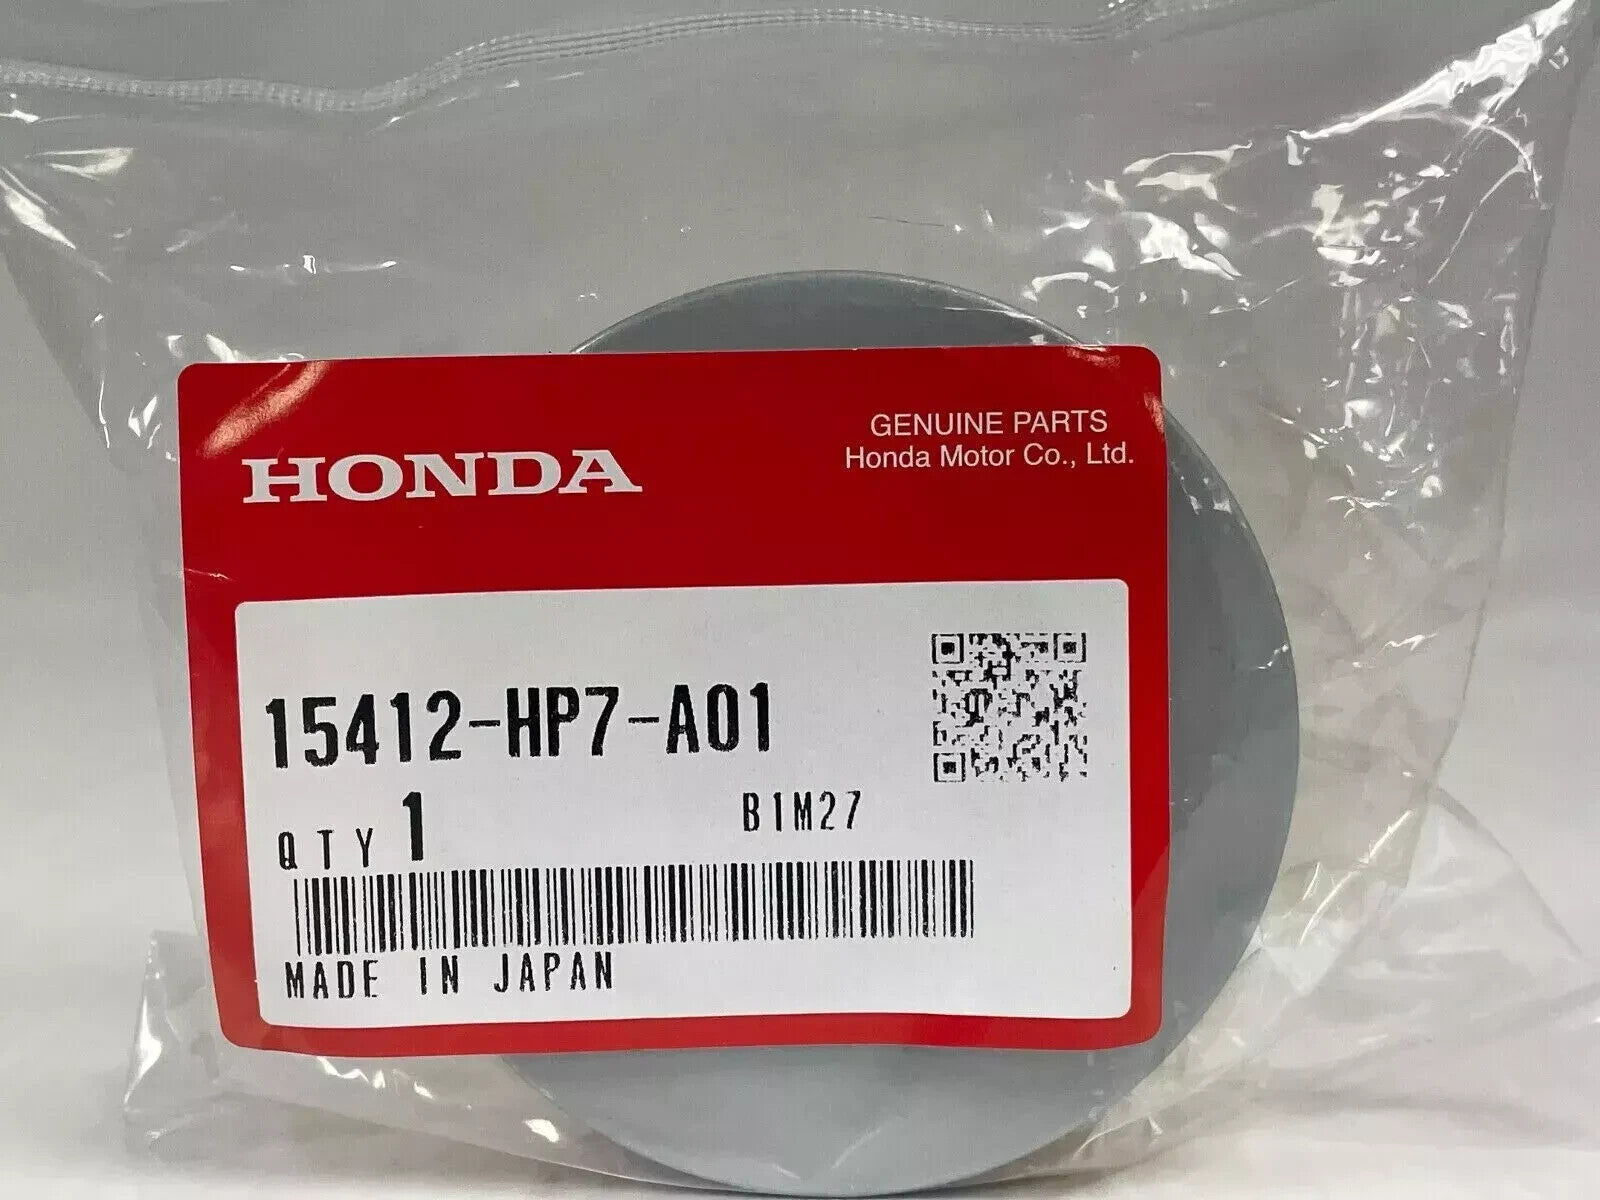 HONDA
GENUINE PARTS
Honda Motor Co., Ltd.
15412-HP7-A01
QTY 1
B1M27
MADE IN JAPAN